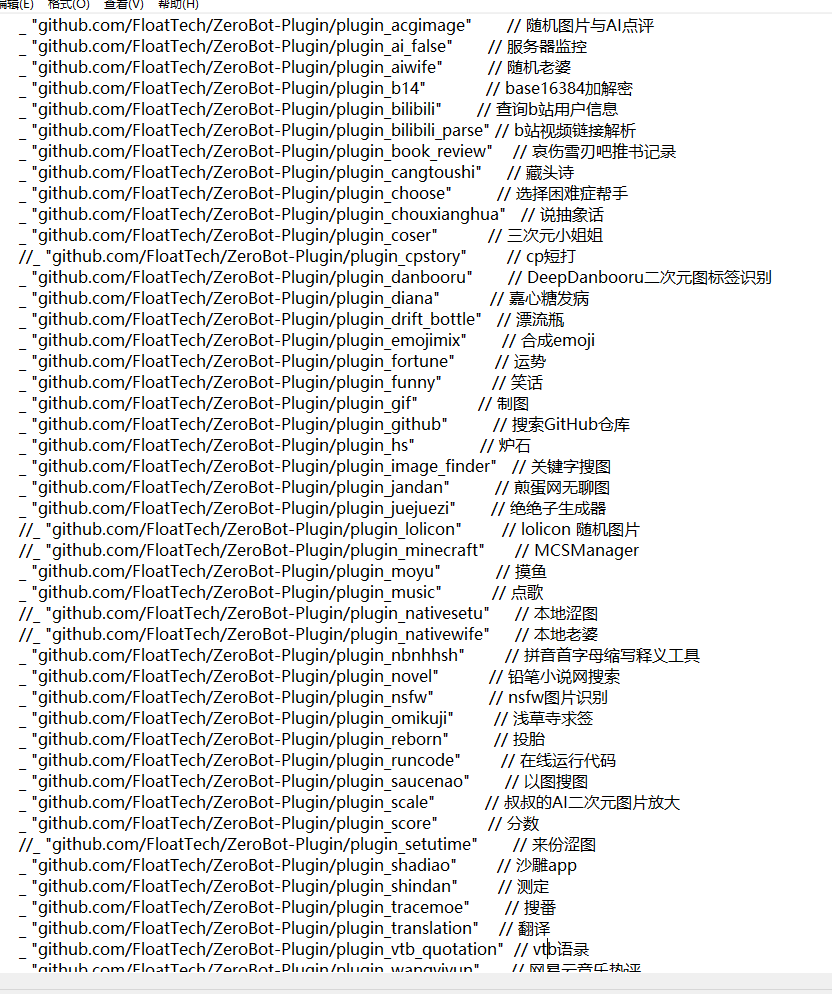 编辑(E) 格式(O) 查看(V) 帮助(H)
_ "github.com/FloatTech/ZeroBot-Plugin/plugin_acgimage" // 随机图片与AI点评
_ "github.com/FloatTech/ZeroBot-Plugin/plugin_ai_false" // 服务器监控
_ "github.com/FloatTech/ZeroBot-Plugin/plugin_aiwife" // 随机老婆
_ "github.com/FloatTech/ZeroBot-Plugin/plugin_b14" // base16384加解密
_ "github.com/FloatTech/ZeroBot-Plugin/plugin_bilibili" // 查询b站用户信息
_ "github.com/FloatTech/ZeroBot-Plugin/plugin_bilibili_parse" // b站视频链接解析
_ "github.com/FloatTech/ZeroBot-Plugin/plugin_book_review" // 哀伤雪刃吧推书记录
_ "github.com/FloatTech/ZeroBot-Plugin/plugin_cangtoushi" // 藏头诗
_ "github.com/FloatTech/ZeroBot-Plugin/plugin_choose" // 选择困难症帮手
_ "github.com/FloatTech/ZeroBot-Plugin/plugin_chouxianghua" // 说抽象话
_ "github.com/FloatTech/ZeroBot-Plugin/plugin_coser" // 三次元小姐姐
//_ "github.com/FloatTech/ZeroBot-Plugin/plugin_cpstory" // cp短打
_ "github.com/FloatTech/ZeroBot-Plugin/plugin_danbooru" // DeepDanbooru二次元图标签识别
_ "github.com/FloatTech/ZeroBot-Plugin/plugin_diana" // 嘉心糖发病
_ "github.com/FloatTech/ZeroBot-Plugin/plugin_drift_bottle" // 漂流瓶
_ "github.com/FloatTech/ZeroBot-Plugin/plugin_emojimix" // 合成emoji
_ "github.com/FloatTech/ZeroBot-Plugin/plugin_fortune" // 运势
_ "github.com/FloatTech/ZeroBot-Plugin/plugin_funny" // 笑话
_ "github.com/FloatTech/ZeroBot-Plugin/plugin_gif" // 制图
_ "github.com/FloatTech/ZeroBot-Plugin/plugin_github" // 搜索GitHub仓库
_ "github.com/FloatTech/ZeroBot-Plugin/plugin_hs" // 炉石
_ "github.com/FloatTech/ZeroBot-Plugin/plugin_image_finder" // 关键字搜图
_ "github.com/FloatTech/ZeroBot-Plugin/plugin_jandan" // 煎蛋网无聊图
_ "github.com/FloatTech/ZeroBot-Plugin/plugin_juejuezi" // 绝绝子生成器
//_ "github.com/FloatTech/ZeroBot-Plugin/plugin_lolicon" // lolicon 随机图片
//_ "github.com/FloatTech/ZeroBot-Plugin/plugin_minecraft" // MCSManager
_ "github.com/FloatTech/ZeroBot-Plugin/plugin_moyu" // 摸鱼
_ "github.com/FloatTech/ZeroBot-Plugin/plugin_music" // 点歌
//_ "github.com/FloatTech/ZeroBot-Plugin/plugin_nativesetu" // 本地涩图
//_ "github.com/FloatTech/ZeroBot-Plugin/plugin_nativewife" // 本地老婆
_ "github.com/FloatTech/ZeroBot-Plugin/plugin_nbnhhsh" // 拼音首字母缩写释义工具
_ "github.com/FloatTech/ZeroBot-Plugin/plugin_novel" // 铅笔小说网搜索
_ "github.com/FloatTech/ZeroBot-Plugin/plugin_nsfw" // nsfw图片识别
_ "github.com/FloatTech/ZeroBot-Plugin/plugin_omikuji" // 浅草寺求签
_ "github.com/FloatTech/ZeroBot-Plugin/plugin_reborn" // 投胎
_ "github.com/FloatTech/ZeroBot-Plugin/plugin_runcode" // 在线运行代码
_ "github.com/FloatTech/ZeroBot-Plugin/plugin_saucenao" // 以图搜图
_ "github.com/FloatTech/ZeroBot-Plugin/plugin_scale" // 叔叔的AI二次元图片放大
_ "github.com/FloatTech/ZeroBot-Plugin/plugin_score" // 分数
//_ "github.com/FloatTech/ZeroBot-Plugin/plugin_setutime" // 来份涩图
_ "github.com/FloatTech/ZeroBot-Plugin/plugin_shadiao" // 沙雕app
_ "github.com/FloatTech/ZeroBot-Plugin/plugin_shindan" // 测定
_ "github.com/FloatTech/ZeroBot-Plugin/plugin_tracemoe" // 搜番
_ "github.com/FloatTech/ZeroBot-Plugin/plugin_translation" // 翻译
_ "github.com/FloatTech/ZeroBot-Plugin/plugin_vtb_quotation" // vtb语录
_ "github.com/FloatTech/ZeroBot-Plugin/plugin_wangyiyun" // 网易云音乐热评